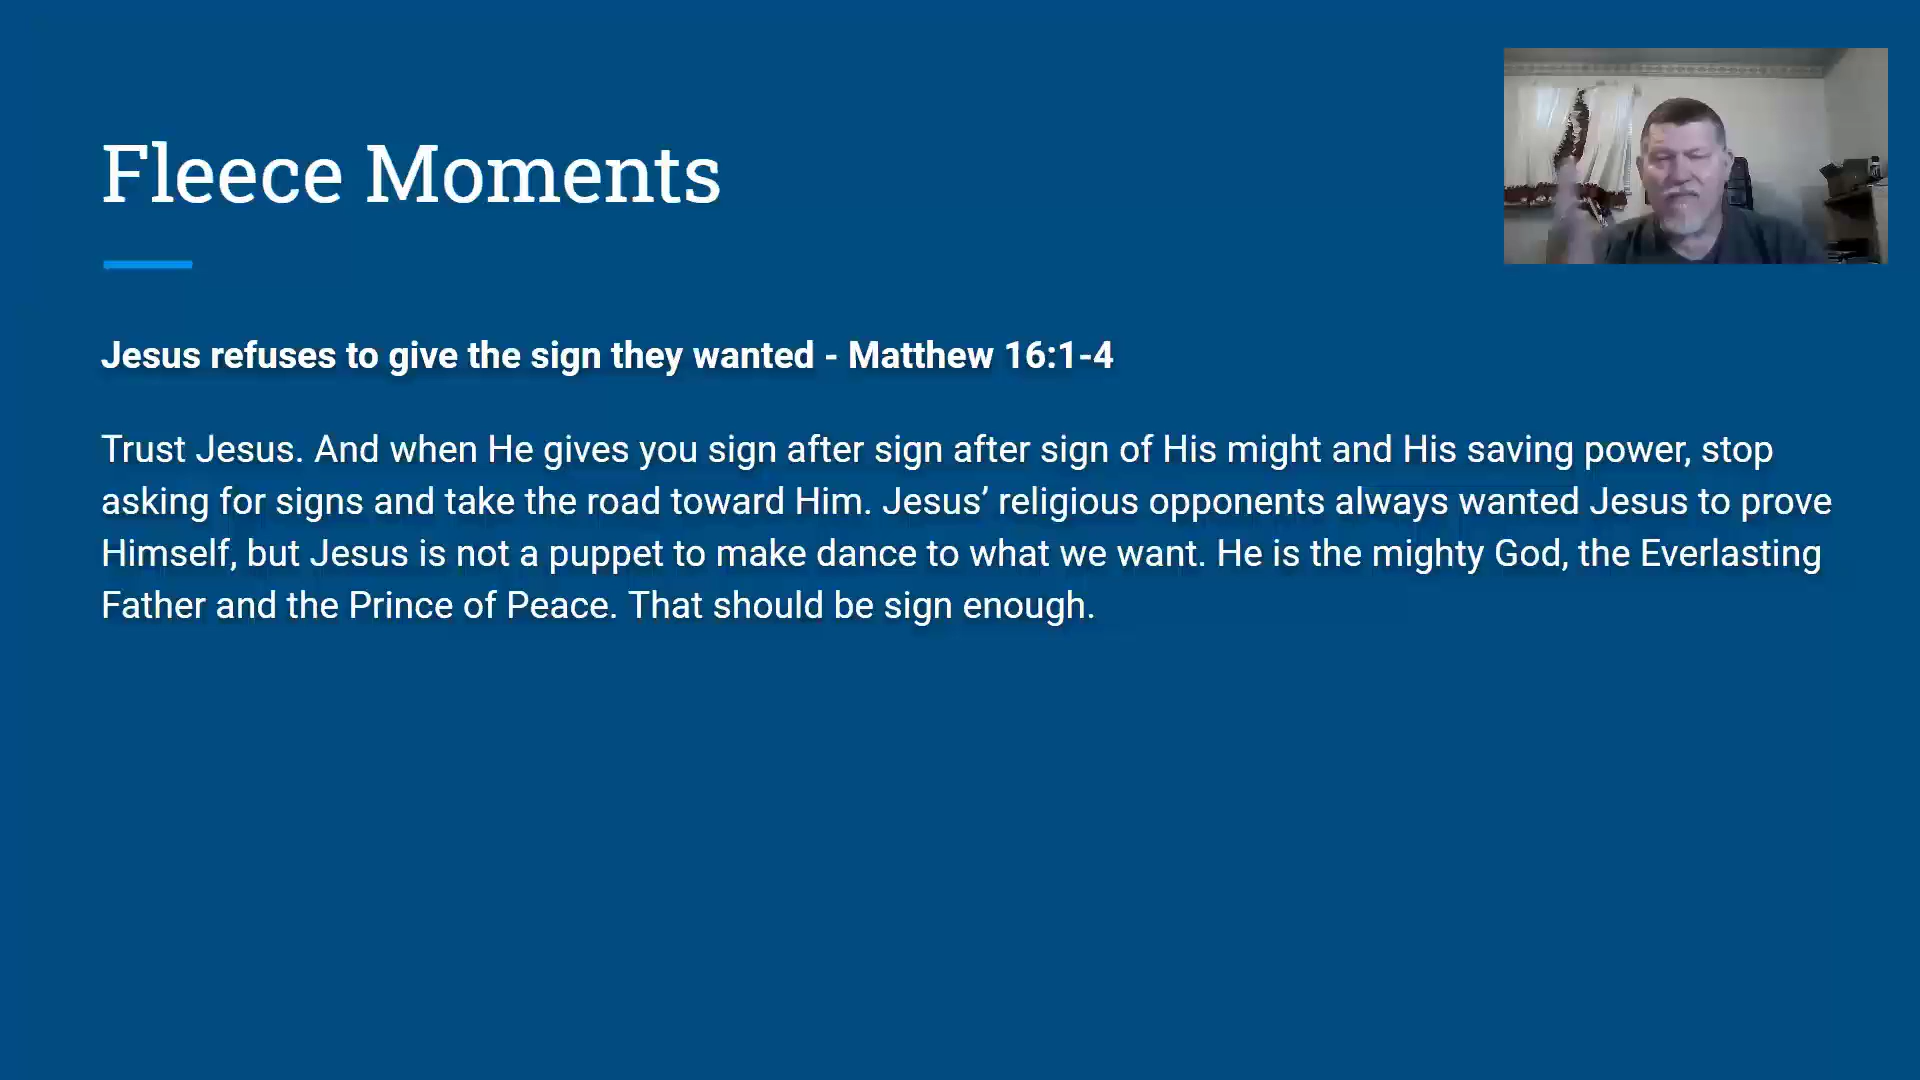 Fleece Moments
Jesus refuses to give the sign they wanted - Matthew 16:1-4
Trust Jesus. And when He gives you sign after sign after sign of His might and His saving power, stop
asking for signs and take the road toward Him. Jesus’ religious opponents always wanted Jesus to prove
Himself, but Jesus is not a puppet to make dance to what we want. He is the mighty God, the Everlasting
Father and the Prince of Peace. That should be sign enough.